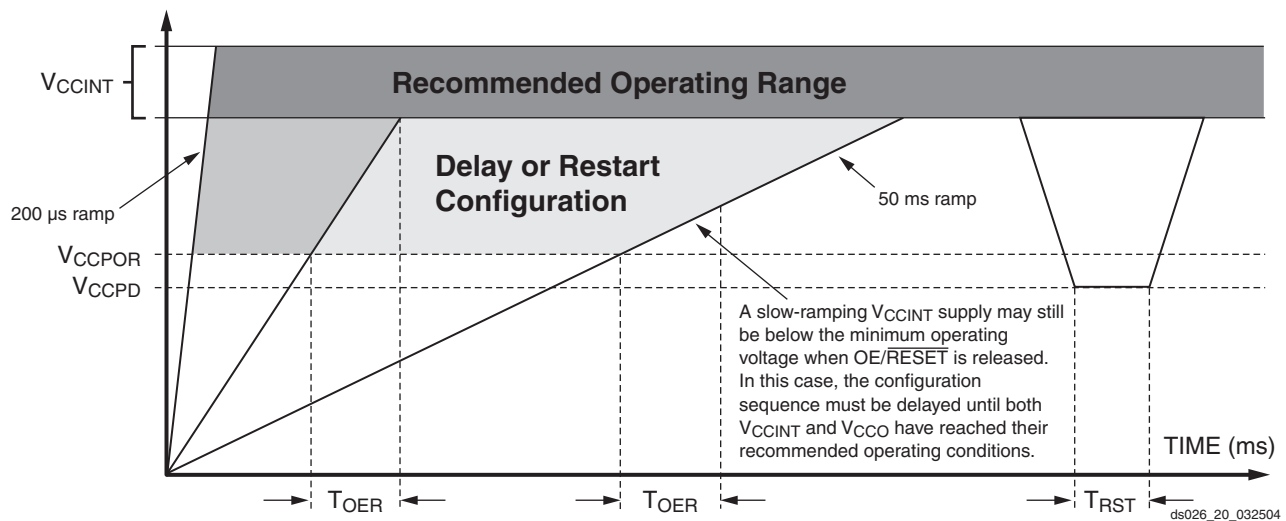 VCCINT
Recommended Operating Range
Delay or Restart
Configuration
200 µs ramp
50 ms ramp
VCCPOR
VCCPD
A slow-ramping VCCINT supply may still
be below the minimum operating
voltage when OE/RESET is released.
In this case, the configuration
sequence must be delayed until both
VCCINT and VCCO have reached their
recommended operating conditions.
TIME (ms)
TOER
TOER
TRST
ds026_20_032504